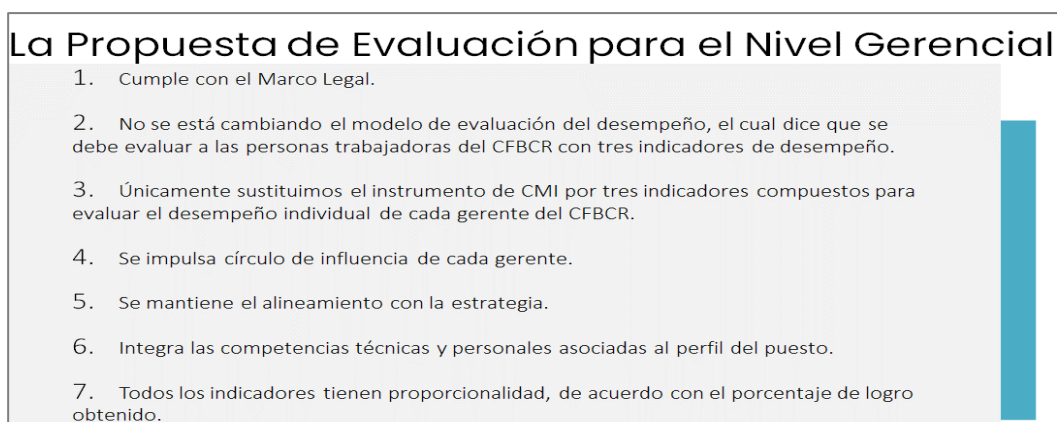 La Propuesta de Evaluación para el Nivel Gerencial
1. Cumple con el Marco Legal.
2. No se está cambiando el modelo de evaluación del desempeño, el cual dice que se
debe evaluar a las personas trabajadoras del CFBCR con tres indicadores de desempeño.
3. Únicamente sustituimos el instrumento de CMI por tres indicadores compuestos para
evaluar el desempeño individual de cada gerente del CFBCR.
4. Se impulsa círculo de influencia de cada gerente.
5. Se mantiene el alineamiento con la estrategia.
6. Integra las competencias técnicas y personales asociadas al perfil del puesto.
7. Todos los indicadores tienen proporcionalidad, de acuerdo con el porcentaje de logro
obtenido.